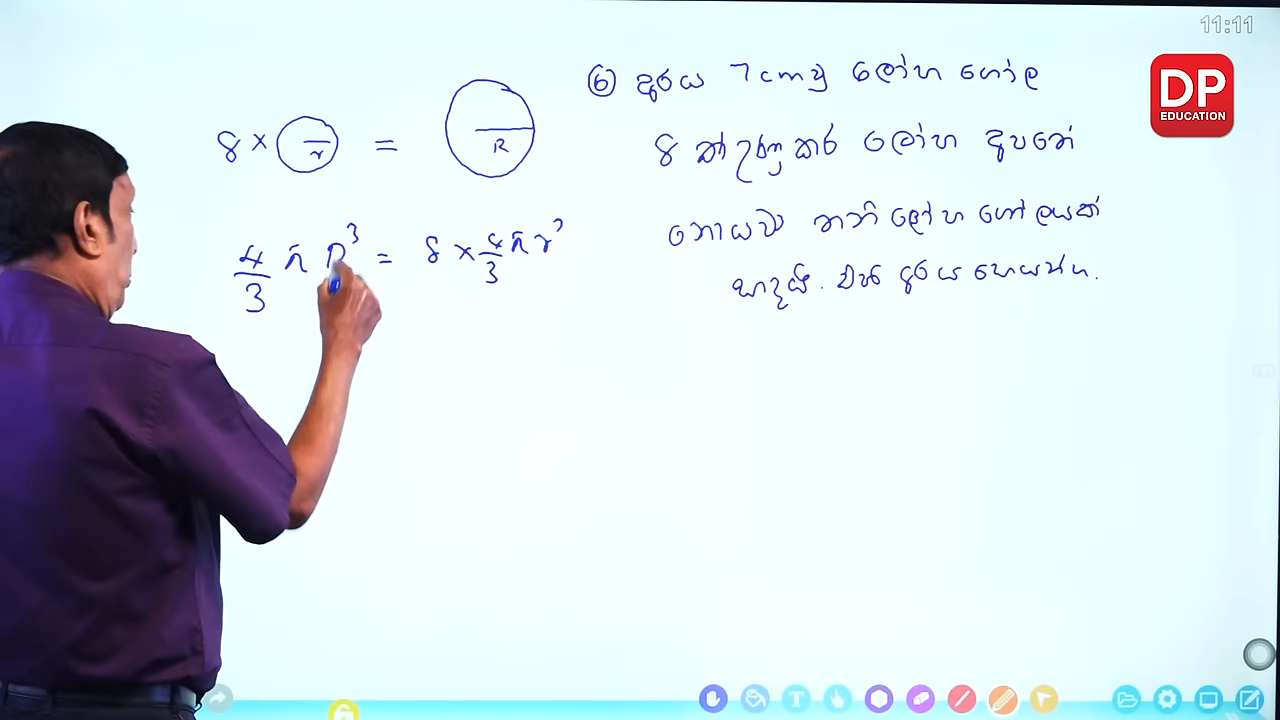 11:11
DP
EDUCATION
⑥ අරය 7cm වූ ලෝහ ගෝල
8 ක් උණු කර ලෝහ අපතේ
නොයවා තනි ලෝහ ගෝලයක්
සාදයි. එහි අරය සොයන්න.
8 × r = R
4/3 π R³ = 8 × 4/3 π r³